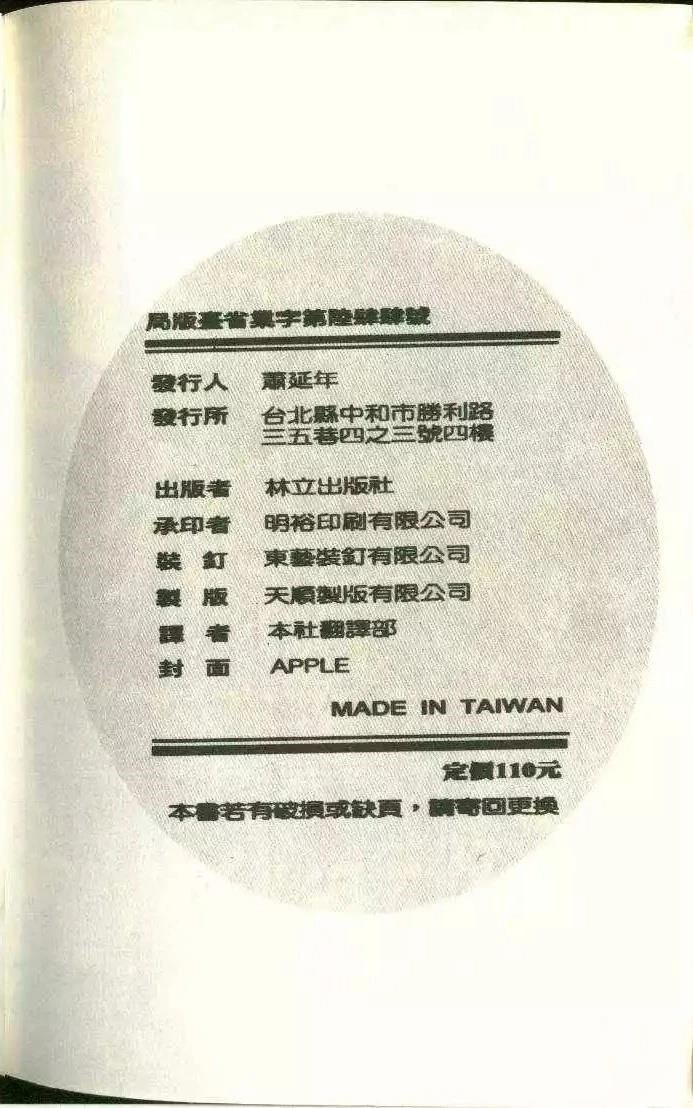 局版臺省業字第陸肆肆號
發行人 蕭延年
發行所 台北縣中和市勝利路
三五巷四之三號四樓
出版者 林立出版社
承印者 明裕印刷有限公司
裝 釘 東藝裝釘有限公司
製 版 天順製版有限公司
譯 者 本社翻譯部
封 面 APPLE
MADE IN TAIWAN
定價110元
本書若有破損或缺頁，請寄回更換